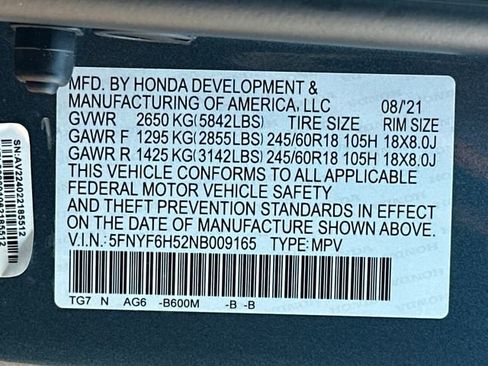 MFD. BY HONDA DEVELOPMENT &
MANUFACTURING OF AMERICA, LLC 08/'21
GVWR 2650 KG(5842LBS) TIRE SIZE RIM SIZE
GAWR F 1295 KG(2855LBS) 245/60R18 105H 18X8.0J
GAWR R 1425 KG(3142LBS) 245/60R18 105H 18X8.0J
THIS VEHICLE CONFORMS TO ALL APPLICABLE
FEDERAL MOTOR VEHICLE SAFETY
AND THEFT PREVENTION STANDARDS IN EFFECT
ON THE DATE OF MANUFACTURE SHOWN ABOVE.
V.I.N.: 5FNYF6H52NB009165 TYPE: MPV
TG7 N AG6 -B600M -B -B
SN:AV224022185512